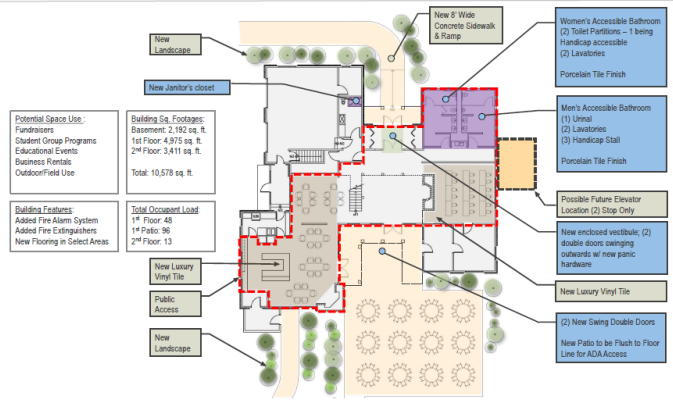 New
Landscape
New 8' Wide
Concrete Sidewalk
& Ramp
Women's Accessible Bathroom
(2) Toilet Partitions – 1 being
Handicap accessible
(2) Lavatories
Porcelain Tile Finish
New Janitor's closet
Men's Accessible Bathroom
(1) Urinal
(2) Lavatories
(3) Handicap Stall
Porcelain Tile Finish
Potential Space Use :
Fundraisers
Student Group Programs
Educational Events
Business Rentals
Outdoor/Field Use
Building Sq. Footages:
Basement: 2,192 sq. ft.
1st Floor: 4,975 sq. ft.
2nd Floor: 3,411 sq. ft.
Total: 10,578 sq. ft.
Building Features:
Added Fire Alarm System
Added Fire Extinguishers
New Flooring in Select Areas
Total Occupant Load:
1st Floor: 48
1st Patio: 96
2nd Floor: 13
Possible Future Elevator
Location (2) Stop Only
New enclosed vestibule; (2)
double doors swinging
outwards w/ new panic
hardware
New Luxury
Vinyl Tile
New Luxury Vinyl Tile
Public
Access
New
Landscape
(2) New Swing Double Doors
New Patio to be Flush to Floor
Line for ADA Access